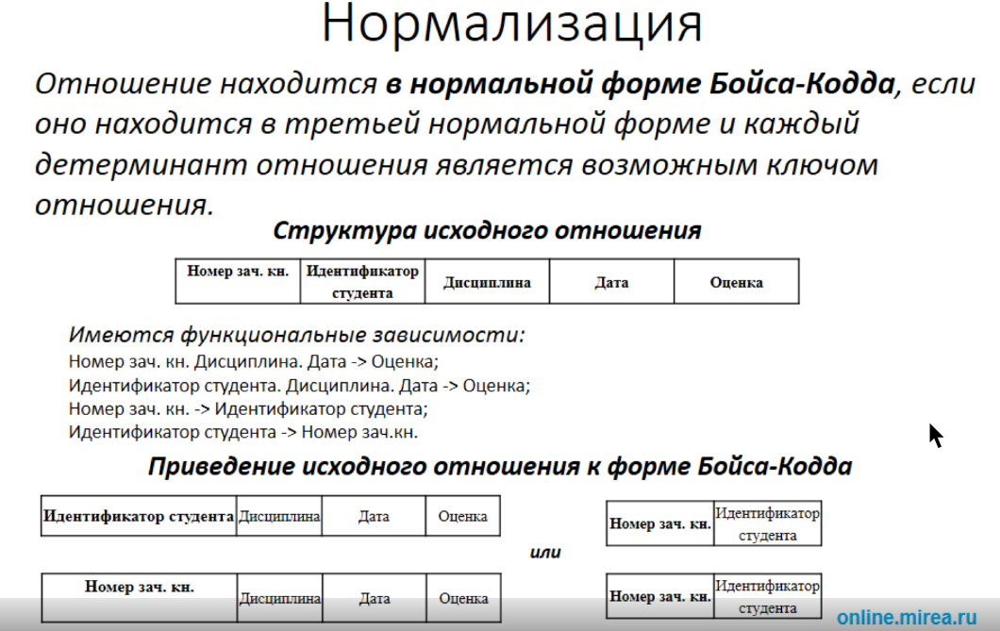 Нормализация
Отношение находится в нормальной форме Бойса-Кодда, если
оно находится в третьей нормальной форме и каждый
детерминант отношения является возможным ключом
отношения.
Структура исходного отношения
Номер зач. кн. Идентификатор студента Дисциплина Дата Оценка
Имеются функциональные зависимости:
Номер зач. кн. Дисциплина. Дата -> Оценка;
Идентификатор студента. Дисциплина. Дата -> Оценка;
Номер зач. кн. -> Идентификатор студента;
Идентификатор студента -> Номер зач.кн.
Приведение исходного отношения к форме Бойса-Кодда
Идентификатор студента Дисциплина Дата Оценка
Номер зач. кн. Идентификатор студента
или
Номер зач. кн. Дисциплина Дата Оценка
Номер зач. кн. Идентификатор студента
online.mirea.ru